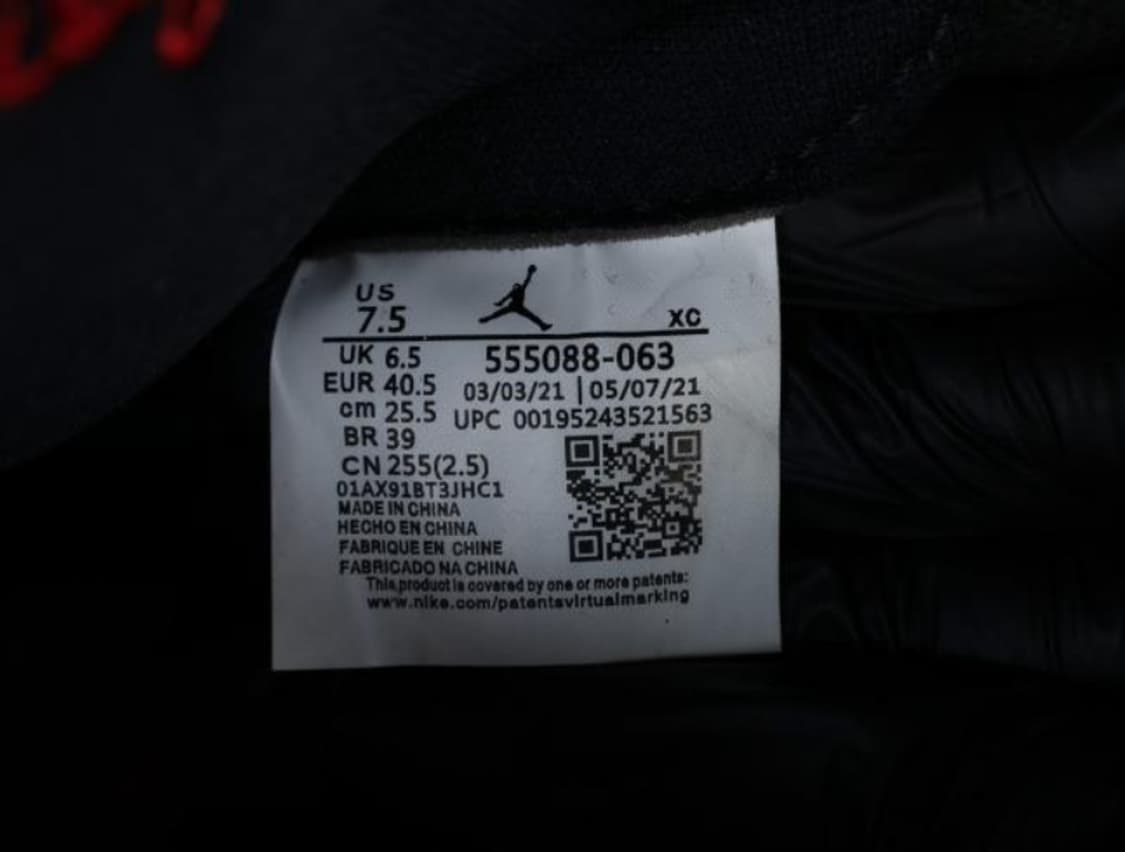 US
7.5
XC
UK 6.5
555088-063
EUR 40.5
03/03/21 | 05/07/21
cm 25.5
UPC 00195243521563
BR 39
CN 255(2.5)
01AX91BT3JHC1
MADE IN CHINA
HECHO EN CHINA
FABRIQUE EN CHINE
FABRICADO NA CHINA
This product is covered by one or more patents:
www.nike.com/patentsvirtualmarking